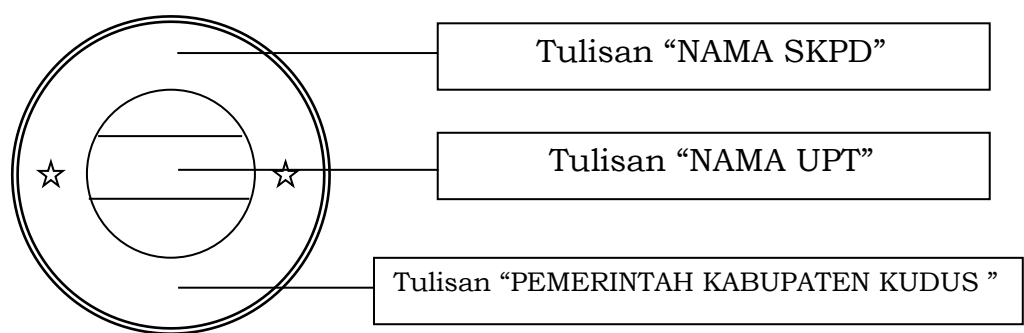 Tulisan “NAMA SKPD”
Tulisan “NAMA UPT”
Tulisan “PEMERINTAH KABUPATEN KUDUS ”